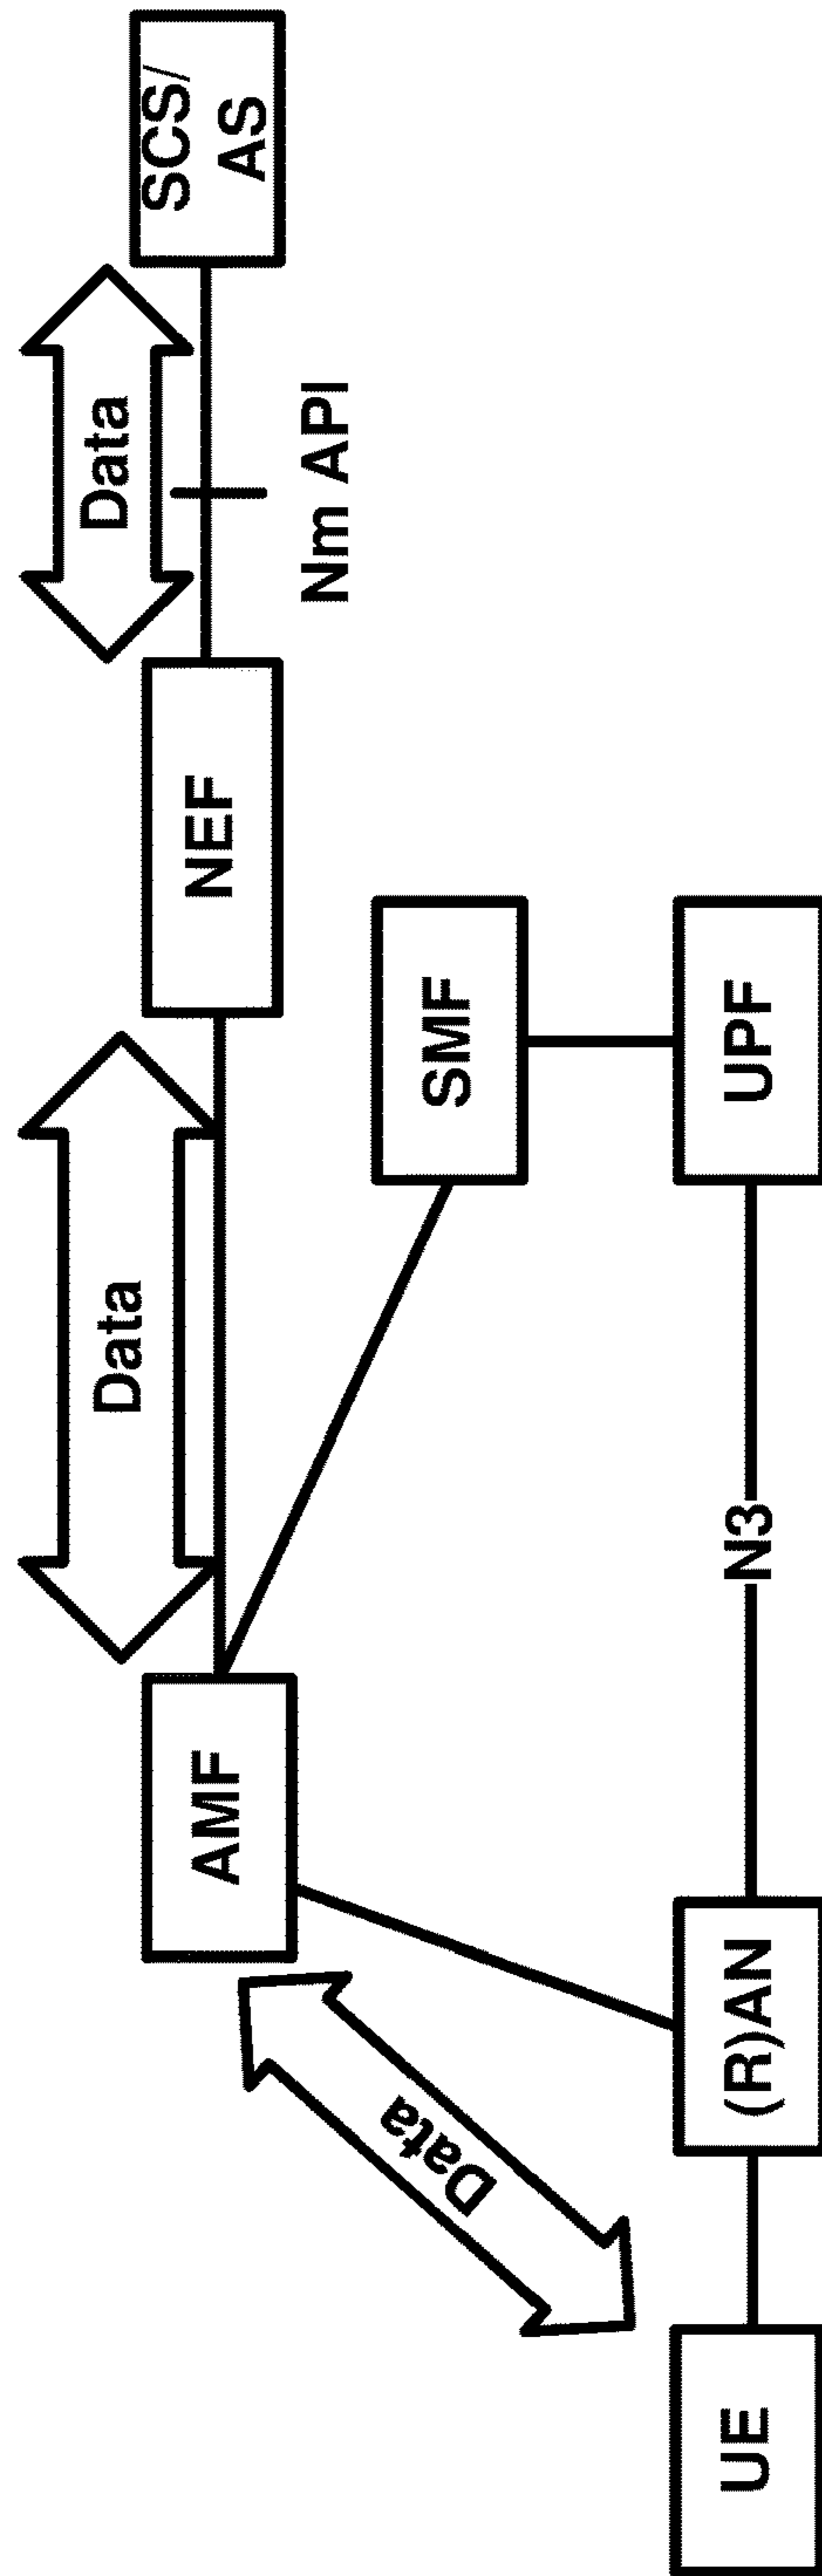 Data
Data
SCS/
AS
AMF
NEF
Nm API
Data
SMF
UE
(R)AN
N3
UPF